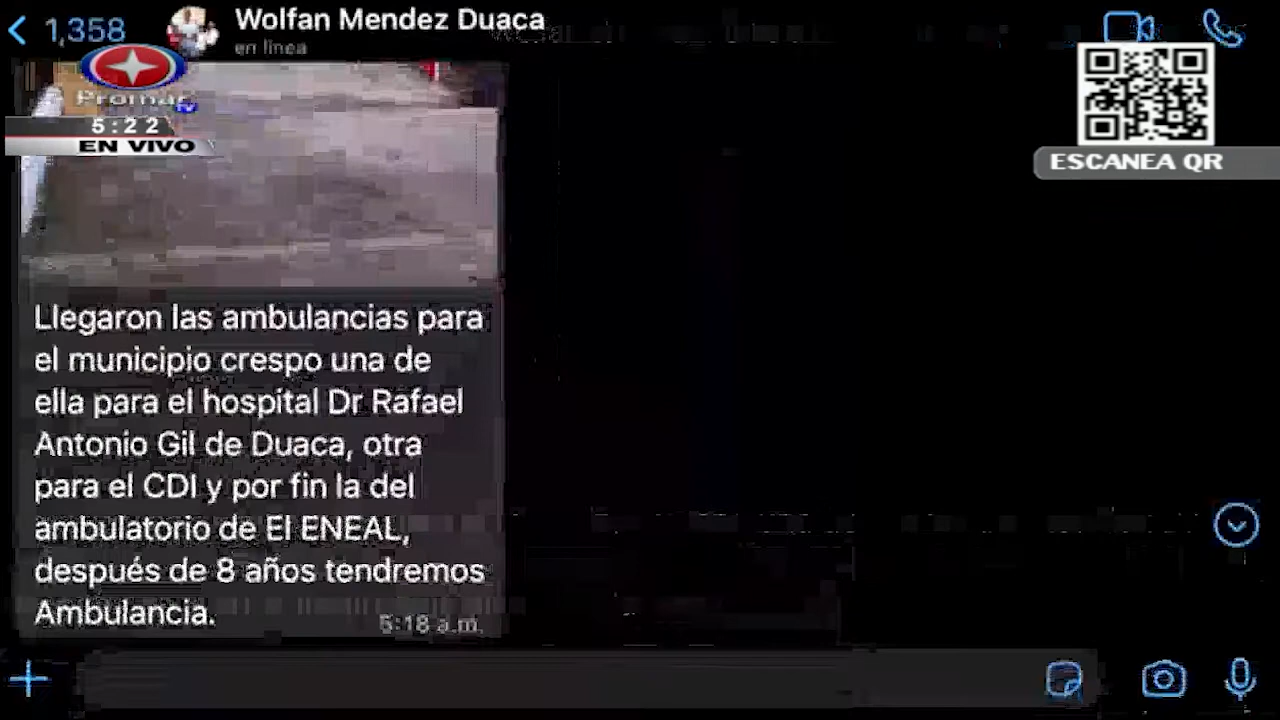 1,358
Wolfan Mendez Duaca
en línea
Promar
tv
5:22
EN VIVO
ESCANEA QR
Llegaron las ambulancias para
el municipio crespo una de
ella para el hospital Dr Rafael
Antonio Gil de Duaca, otra
para el CDI y por fin la del
ambulatorio de El ENEAL,
después de 8 años tendremos
Ambulancia.
5:18 a.m.